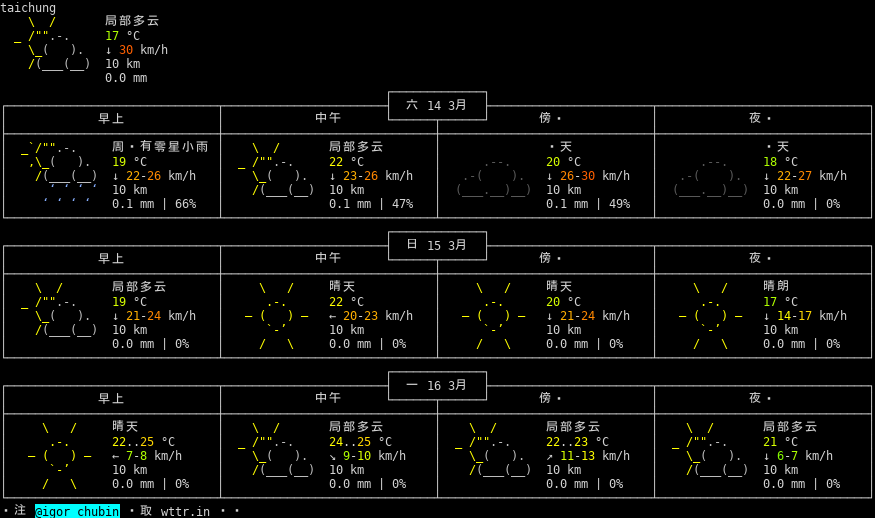 taichung
局部多云
17 °C
↓ 30 km/h
10 km
0.0 mm
六 14 3月
早上 中午 傍・ 夜・
周・有零星小雨 局部多云 ・天 ・天
19 °C 22 °C 20 °C 18 °C
↓ 22-26 km/h ↓ 23-26 km/h ↓ 26-30 km/h ↓ 22-27 km/h
10 km 10 km 10 km 10 km
0.1 mm | 66% 0.1 mm | 47% 0.1 mm | 49% 0.0 mm | 0%
日 15 3月
早上 中午 傍・ 夜・
局部多云 晴天 晴天 晴朗
19 °C 22 °C 20 °C 17 °C
↓ 21-24 km/h ← 20-23 km/h ↓ 21-24 km/h ↓ 14-17 km/h
10 km 10 km 10 km 10 km
0.0 mm | 0% 0.0 mm | 0% 0.0 mm | 0% 0.0 mm | 0%
一 16 3月
早上 中午 傍・ 夜・
晴天 局部多云 局部多云 局部多云
22..25 °C 24..25 °C 22..23 °C 21 °C
← 7-8 km/h ↘ 9-10 km/h ↗ 11-13 km/h ↓ 6-7 km/h
10 km 10 km 10 km 10 km
0.0 mm | 0% 0.0 mm | 0% 0.0 mm | 0% 0.0 mm | 0%
・注 @igor_chubin ・取 wttr.in ・・